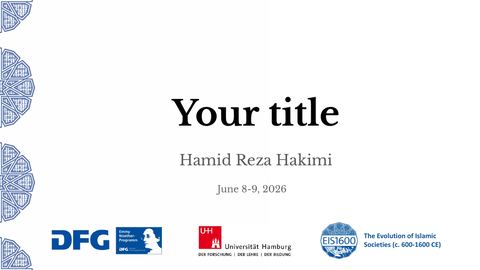 Your title
Hamid Reza Hakimi
June 8-9, 2026
DFG
Emmy
Noether-
Programm
UHH
Universität Hamburg
DER FORSCHUNG | DER LEHRE | DER BILDUNG
EIS1600
The Evolution of Islamic
Societies (c. 600-1600 CE)